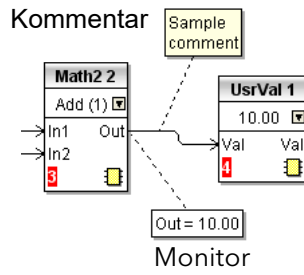 Kommentar
Sample
comment
Math2 2
Add (1)
In1 Out
In2
3
UsrVal 1
10.00
Val Val
4
Out = 10.00
Monitor